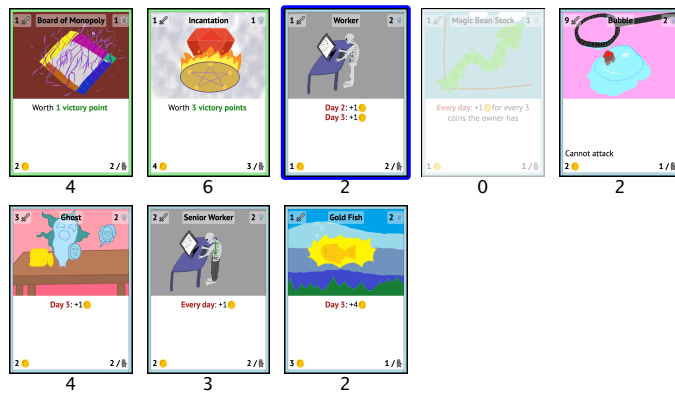 1 Board of Monopoly 1
Worth 1 victory point
2 2 /
4
1 Incantation 1
Worth 3 victory points
4 3 /
6
1 Worker 2
Day 2: +1
Day 3: +1
1 2 /
2
1 Magic Bean Stock 1
Every day: +1 for every 3
coins the owner has
1 1 /
0
9 Bubble 2
Cannot attack
2 1 /
2
3 Ghost 2
Day 3: +1
2 2 /
4
2 Senior Worker 2
Every day: +1
2 2 /
3
1 Gold Fish 2
Day 3: +4
3 1 /
2